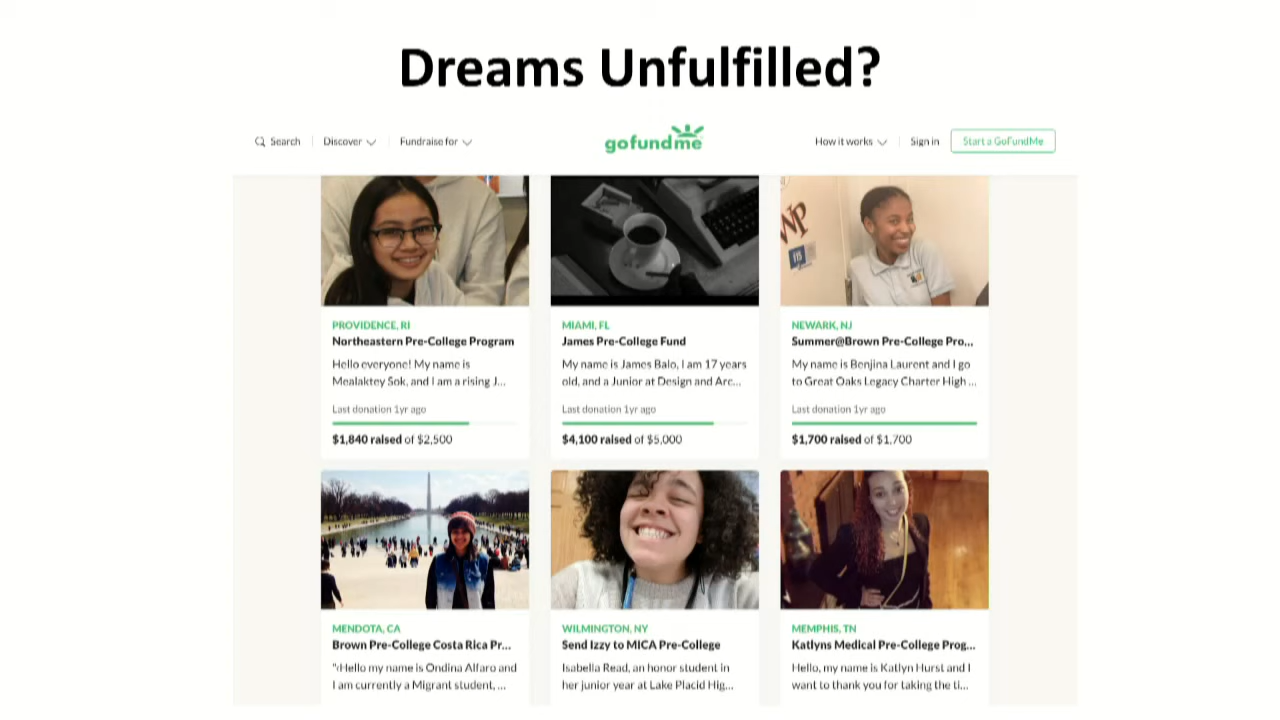 Dreams Unfulfilled?
Search Discover Fundraise for gofundme How it works Sign in Start a GoFundMe
PROVIDENCE, RI
Northeastern Pre-College Program
Hello everyone! My name is
Mealaktey Sok, and I am a rising J...
Last donation 1yr ago
$1,840 raised of $2,500
MIAMI, FL
James Pre-College Fund
My name is James Balo, I am 17 years
old, and a Junior at Design and Arc...
Last donation 1yr ago
$4,100 raised of $5,000
NEWARK, NJ
Summer@Brown Pre-College Pro...
My name is Benjina Laurent and I go
to Great Oaks Legacy Charter High ...
Last donation 1yr ago
$1,700 raised of $1,700
MENDOTA, CA
Brown Pre-College Costa Rica Pr...
"Hello my name is Ondina Alfaro and
I am currently a Migrant student, ...
WILMINGTON, NY
Send Izzy to MICA Pre-College
Isabella Read, an honor student in
her junior year at Lake Placid Hig...
MEMPHIS, TN
Katlyns Medical Pre-College Prog...
Hello, my name is Katlyn Hurst and I
want to thank you for taking the ti...